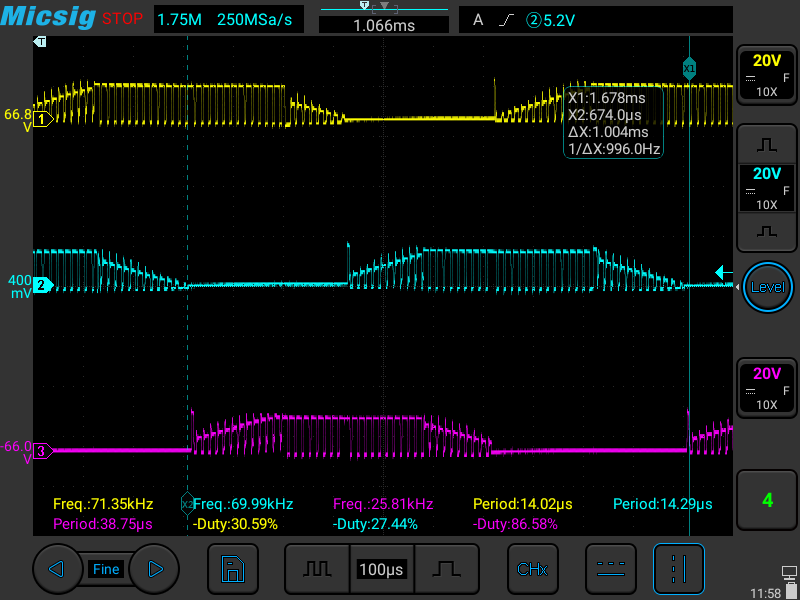 Micsig STOP 1.75M 250MSa/s T 1.066ms A ②5.2V
T
X1
20V
F
10X
66.8
V
1
X1:1.678ms
X2:674.0µs
ΔX:1.004ms
1/ΔX:996.0Hz
20V
F
10X
400
mV
2
Level
20V
F
10X
-66.0
V
3
X2
Freq.:71.35kHz Freq.:69.99kHz Freq.:25.81kHz Period:14.02µs Period:14.29µs
Period:38.75µs -Duty:30.59% -Duty:27.44% -Duty:86.58%
4
Fine 100µs CHx
11:58